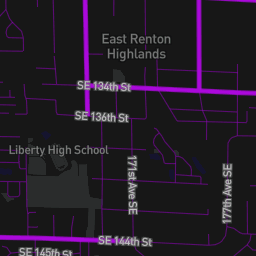 East Renton
Highlands
SE 134th St
SE 136th St
Liberty High School
171st Ave SE
177th Ave SE
SE 144th St
SE 145th St